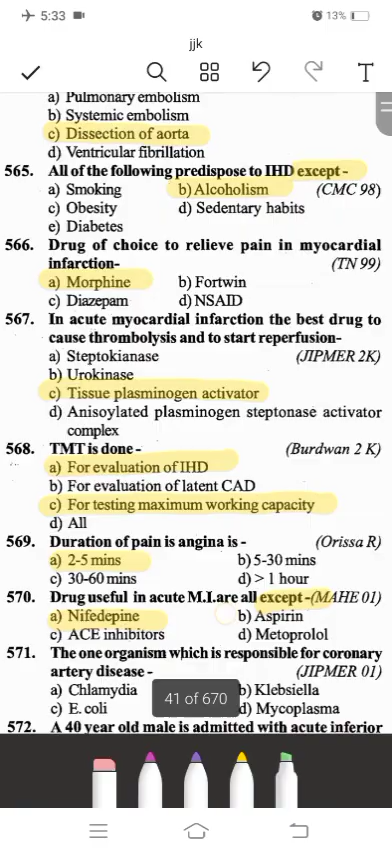 5:33
13%
jjk
T
a) Pulmonary embolism
b) Systemic embolism
c) Dissection of aorta
d) Ventricular fibrillation
565. All of the following predispose to IHD except -
a) Smoking b) Alcoholism (CMC 98)
c) Obesity d) Sedentary habits
e) Diabetes
566. Drug of choice to relieve pain in myocardial
infarction- (TN 99)
a) Morphine b) Fortwin
c) Diazepam d) NSAID
567. In acute myocardial infarction the best drug to
cause thrombolysis and to start reperfusion-
a) Steptokianase (JIPMER 2K)
b) Urokinase
c) Tissue plasminogen activator
d) Anisoylated plasminogen steptonase activator
complex
568. TMT is done - (Burdwan 2 K)
a) For evaluation of IHD
b) For evaluation of latent CAD
c) For testing maximum working capacity
d) All
569. Duration of pain is angina is - (Orissa R)
a) 2-5 mins b) 5-30 mins
c) 30-60 mins d) > 1 hour
570. Drug useful in acute M.I.are all except -(MAHE 01)
a) Nifedepine b) Aspirin
c) ACE inhibitors d) Metoprolol
571. The one organism which is responsible for coronary
artery disease - (JIPMER 01)
a) Chlamydia b) Klebsiella
c) E. coli d) Mycoplasma
41 of 670
572. A 40 year old male is admitted with acute inferior